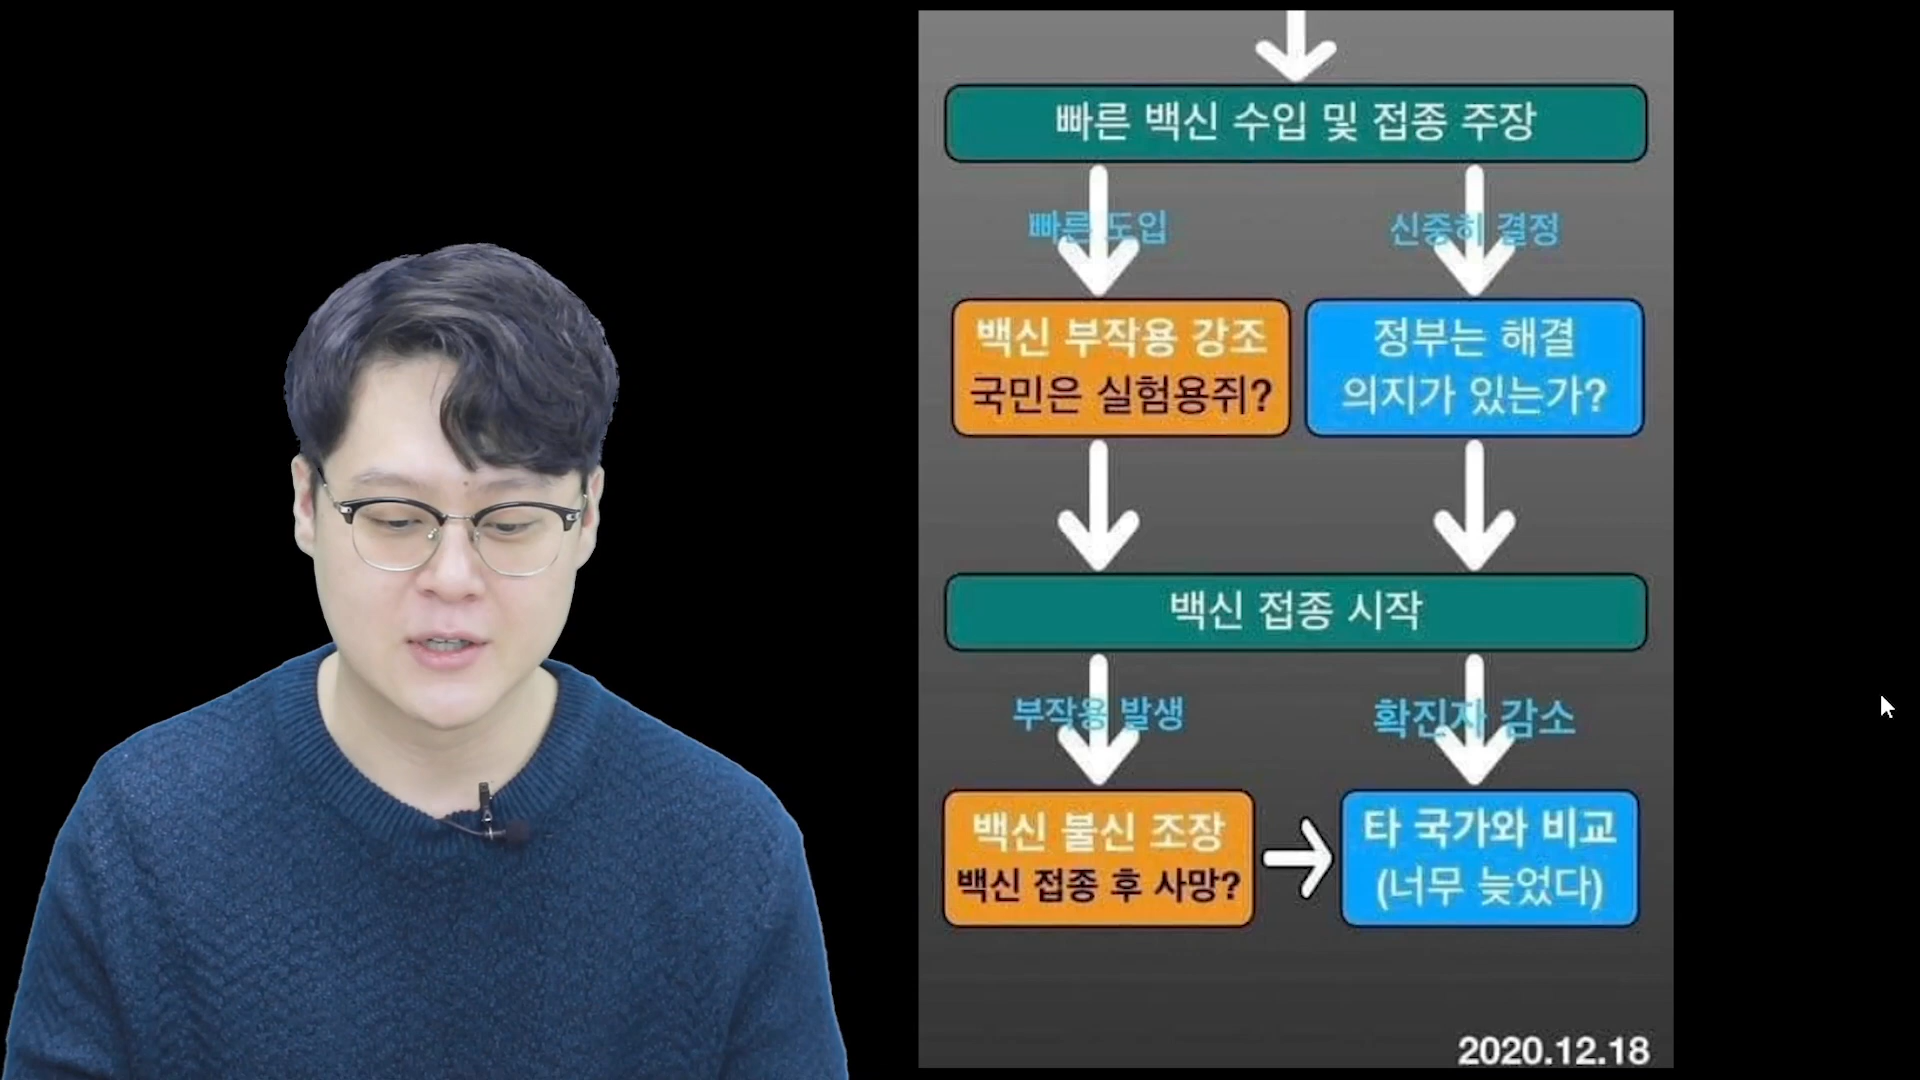 빠른 백신 수입 및 접종 주장
빠른 도입
신중히 결정
백신 부작용 강조
국민은 실험용쥐?
정부는 해결
의지가 있는가?
백신 접종 시작
부작용 발생
확진자 감소
백신 불신 조장
백신 접종 후 사망?
타 국가와 비교
(너무 늦었다)
2020.12.18